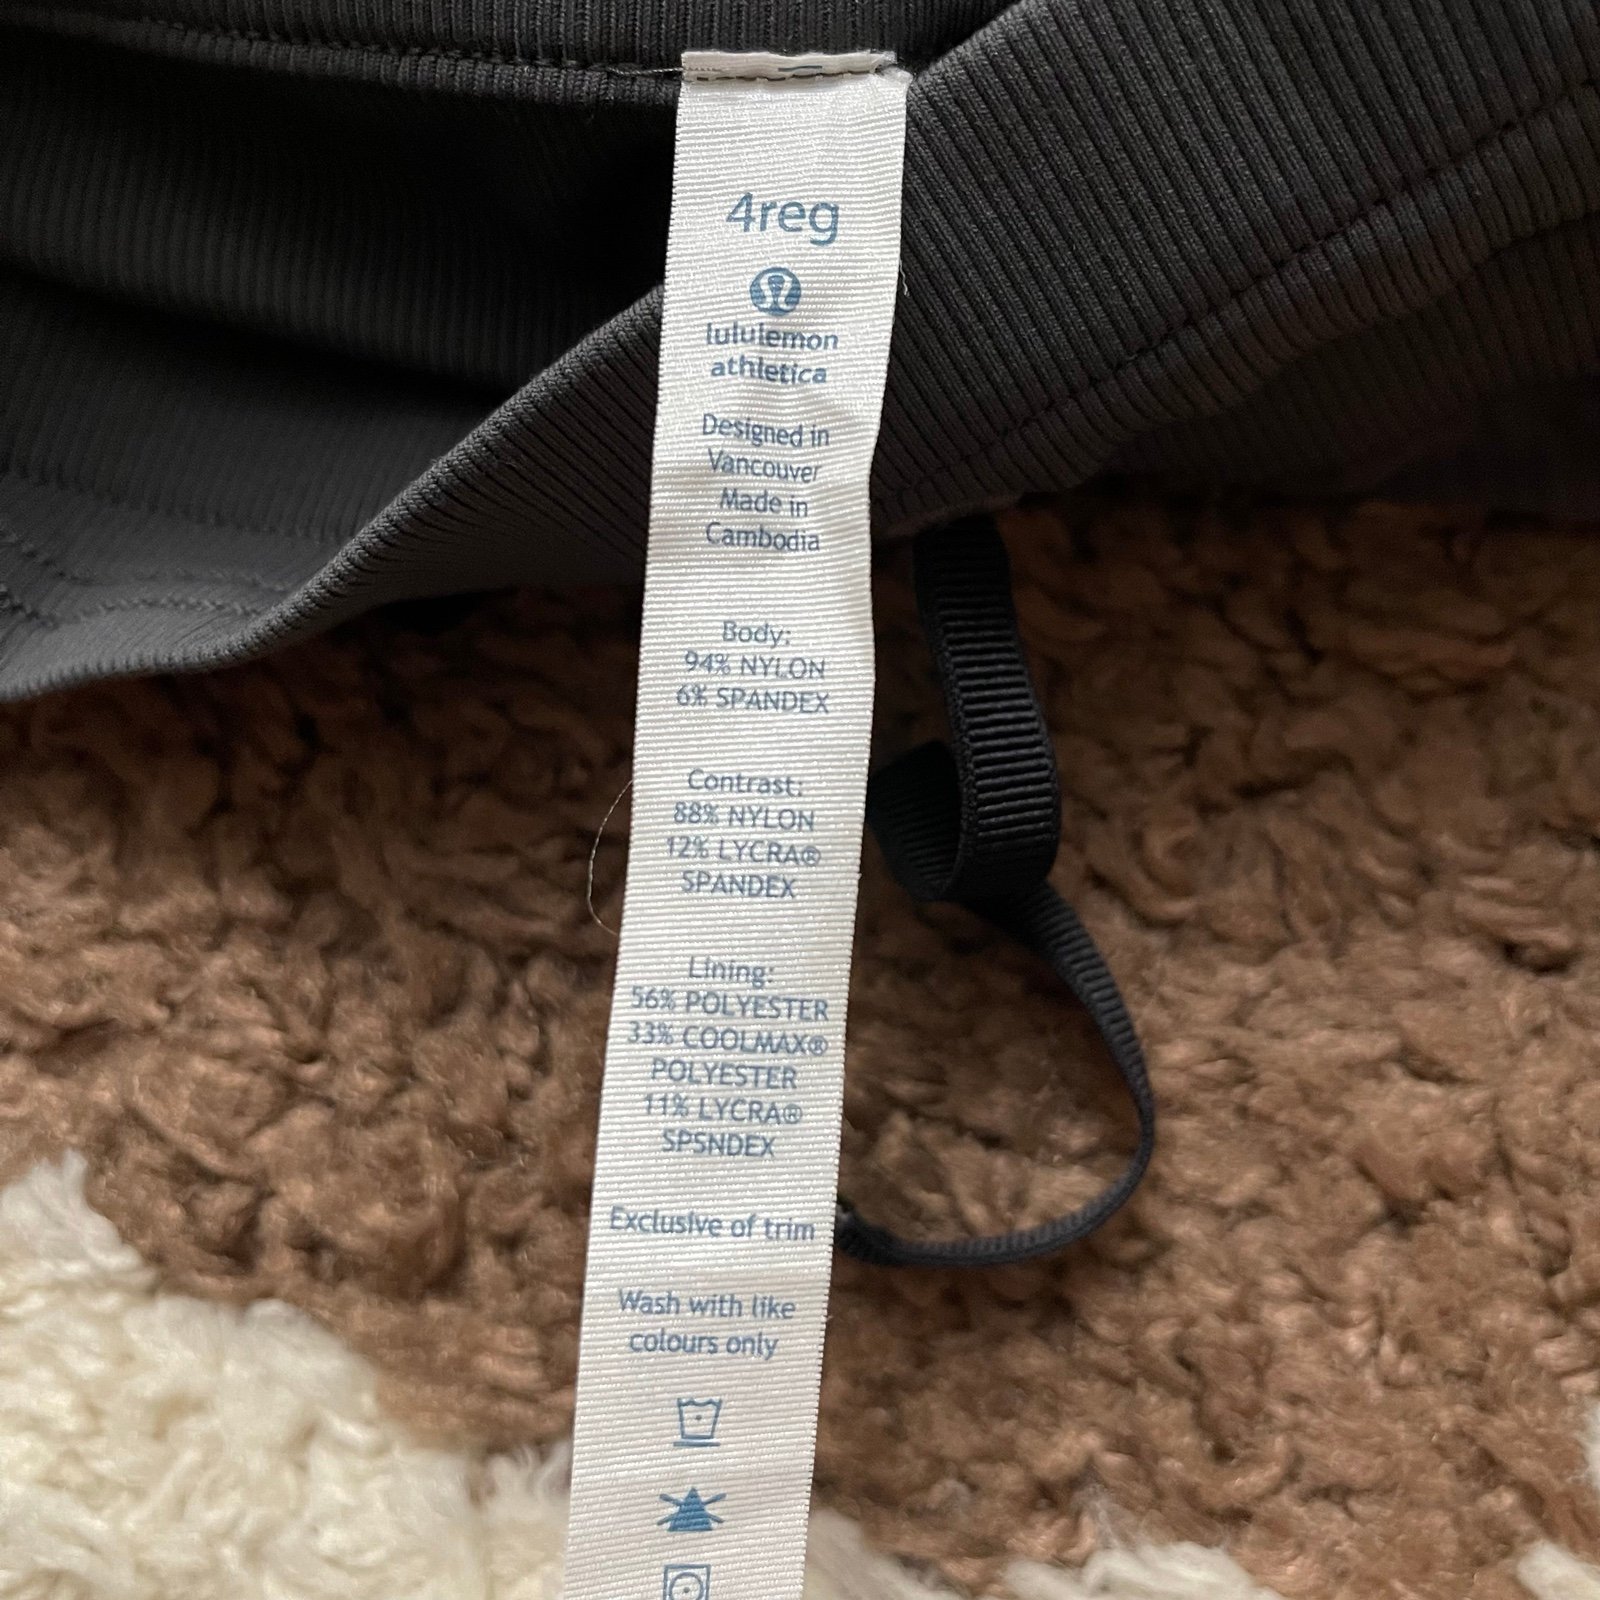 4reg
lululemon
athletica
Designed in
Vancouver
Made in
Cambodia
Body:
94% NYLON
6% SPANDEX
Contrast:
88% NYLON
12% LYCRA®
SPANDEX
Lining:
56% POLYESTER
33% COOLMAX®
POLYESTER
11% LYCRA®
SPSNDEX
Exclusive of trim
Wash with like
colours only